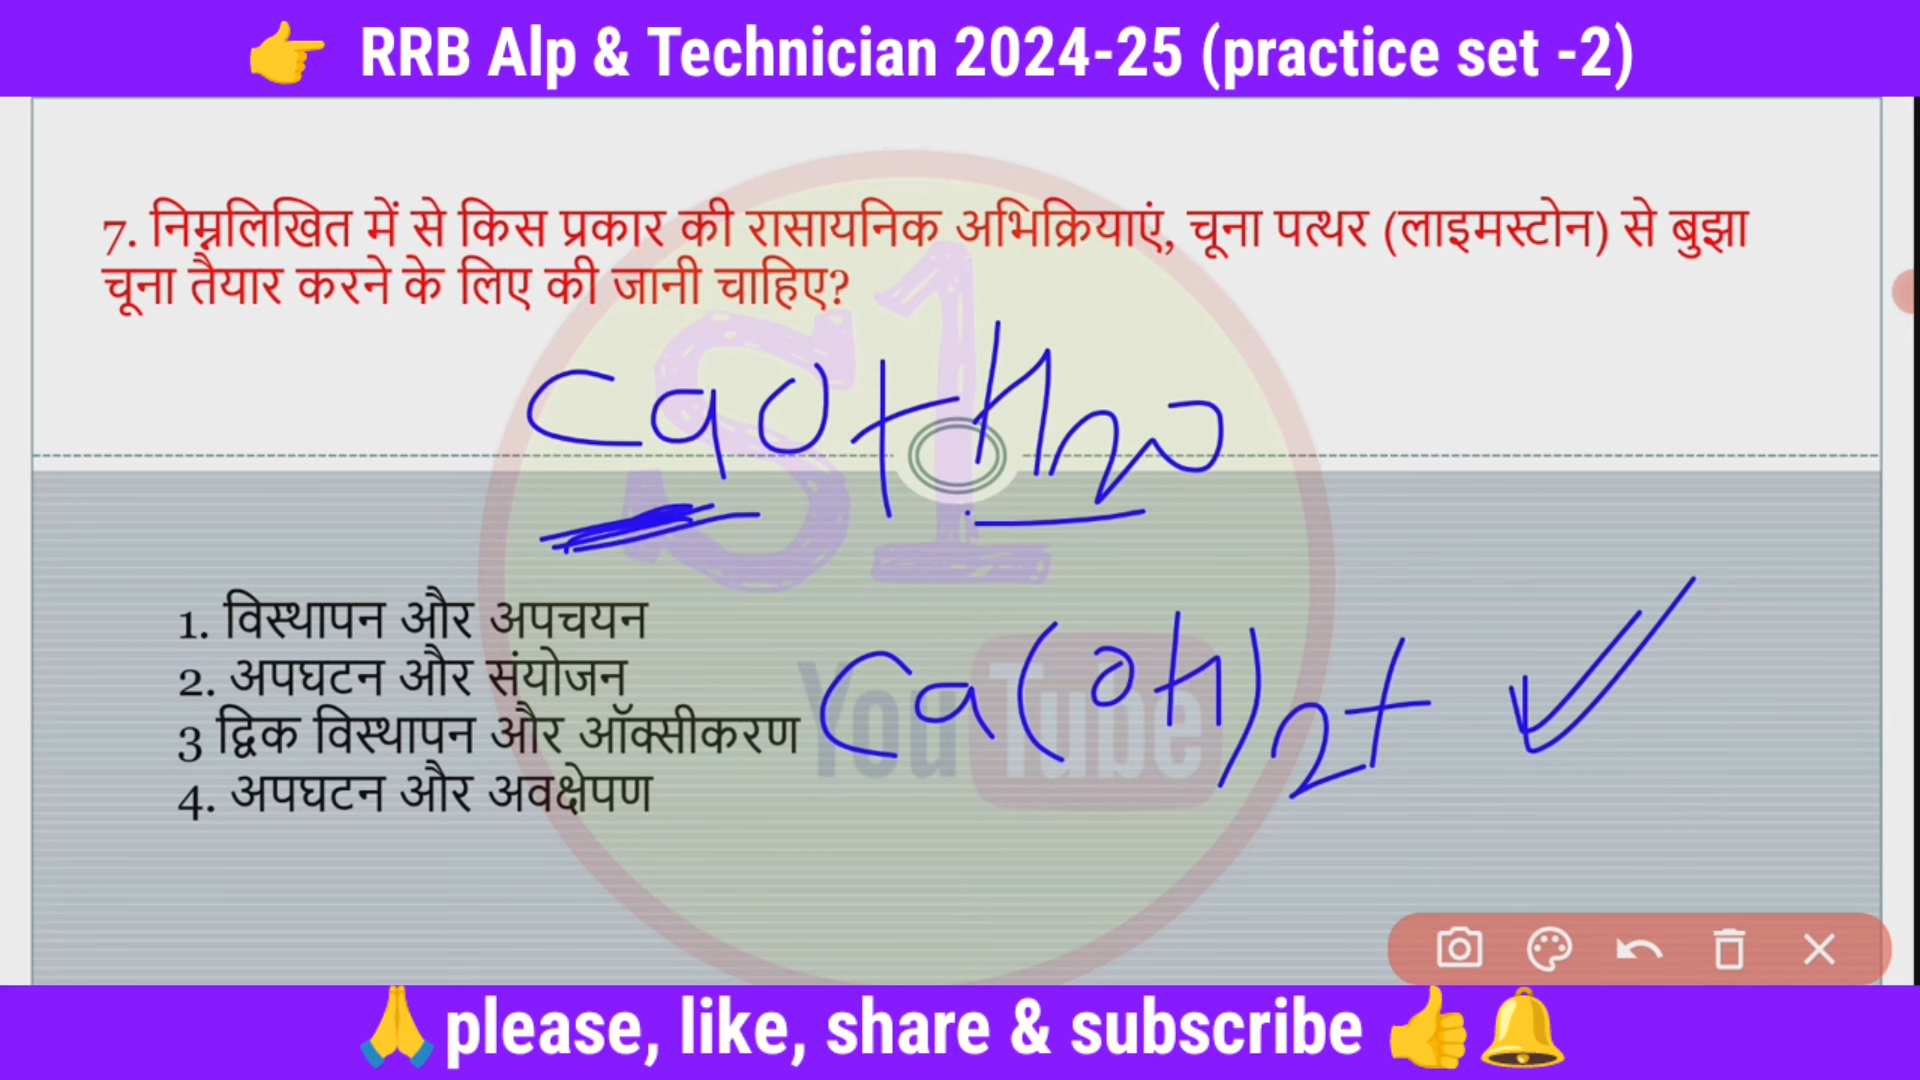 👉 RRB Alp & Technician 2024-25 (practice set -2)
7. निम्नलिखित में से किस प्रकार की रासायनिक अभिक्रियाएं, चूना पत्थर (लाइमस्टोन) से बुझा
चूना तैयार करने के लिए की जानी चाहिए?
S1
CaO+H2O
1. विस्थापन और अपचयन
2. अपघटन और संयोजन
3 द्विक विस्थापन और ऑक्सीकरण
4. अपघटन और अवक्षेपण
Ca(OH)2+
YouTube
🙏please, like, share & subscribe 👍🔔